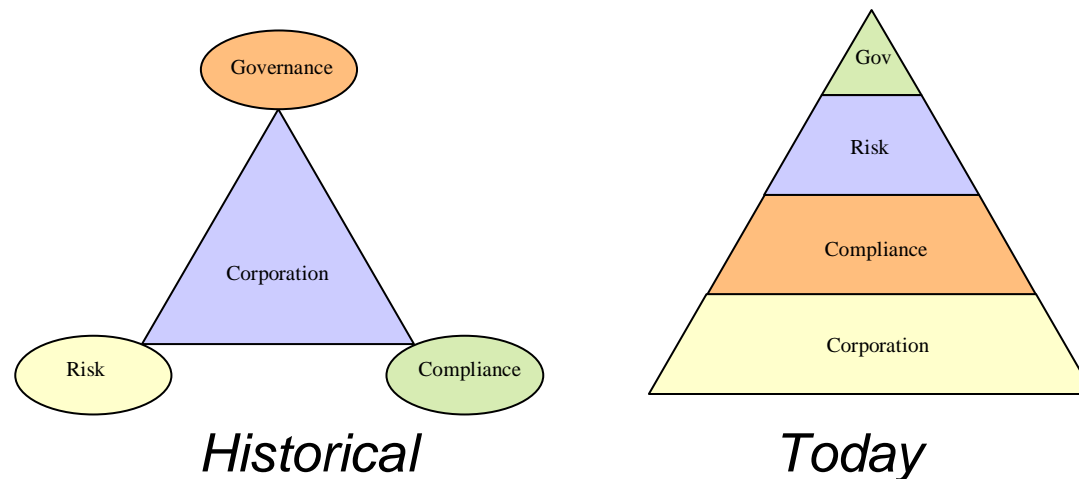 Governance
Corporation
Risk
Compliance
Historical
Gov
Risk
Compliance
Corporation
Today